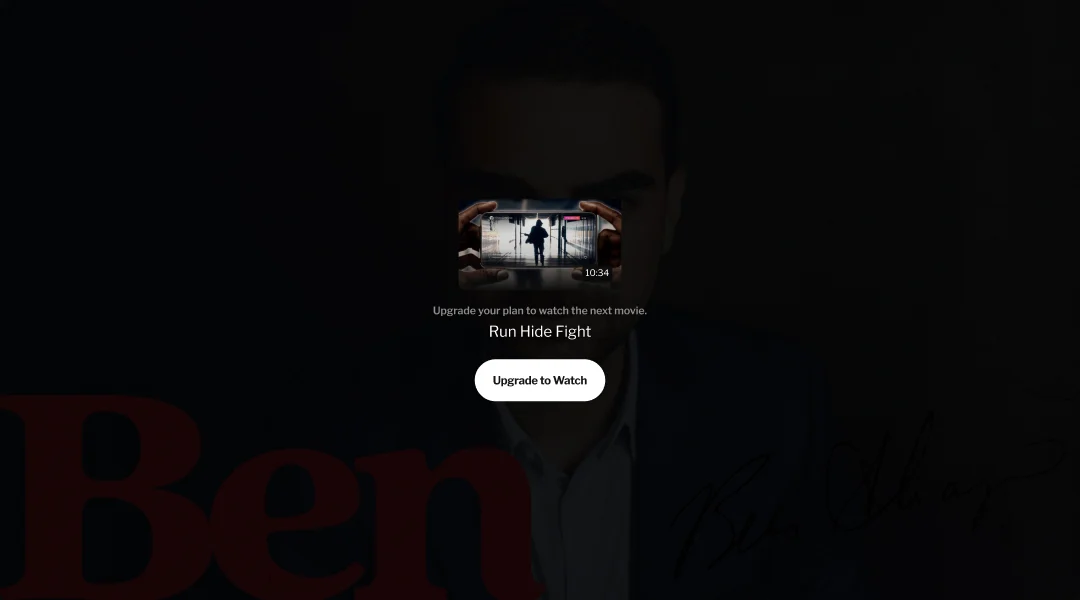 10:34
Upgrade your plan to watch the next movie.
Run Hide Fight
Upgrade to Watch
Ben